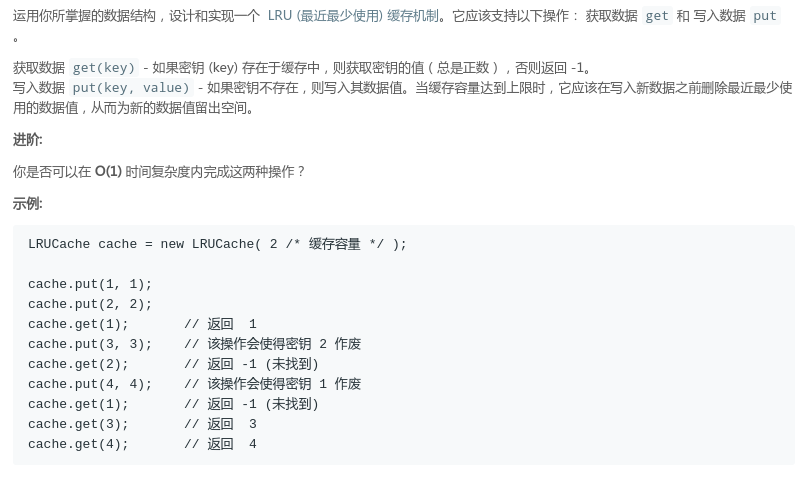 运用你所掌握的数据结构，设计和实现一个  LRU (最近最少使用) 缓存机制。它应该支持以下操作： 获取数据 get 和 写入数据 put
。
获取数据 get(key) - 如果密钥 (key) 存在于缓存中，则获取密钥的值（总是正数），否则返回 -1。
写入数据 put(key, value) - 如果密钥不存在，则写入其数据值。当缓存容量达到上限时，它应该在写入新数据之前删除最近最少使
用的数据值，从而为新的数据值留出空间。
进阶:
你是否可以在 O(1) 时间复杂度内完成这两种操作？
示例:
LRUCache cache = new LRUCache( 2 /* 缓存容量 */ );
cache.put(1, 1);
cache.put(2, 2);
cache.get(1);       // 返回  1
cache.put(3, 3);    // 该操作会使得密钥 2 作废
cache.get(2);       // 返回 -1 (未找到)
cache.put(4, 4);    // 该操作会使得密钥 1 作废
cache.get(1);       // 返回 -1 (未找到)
cache.get(3);       // 返回  3
cache.get(4);       // 返回  4